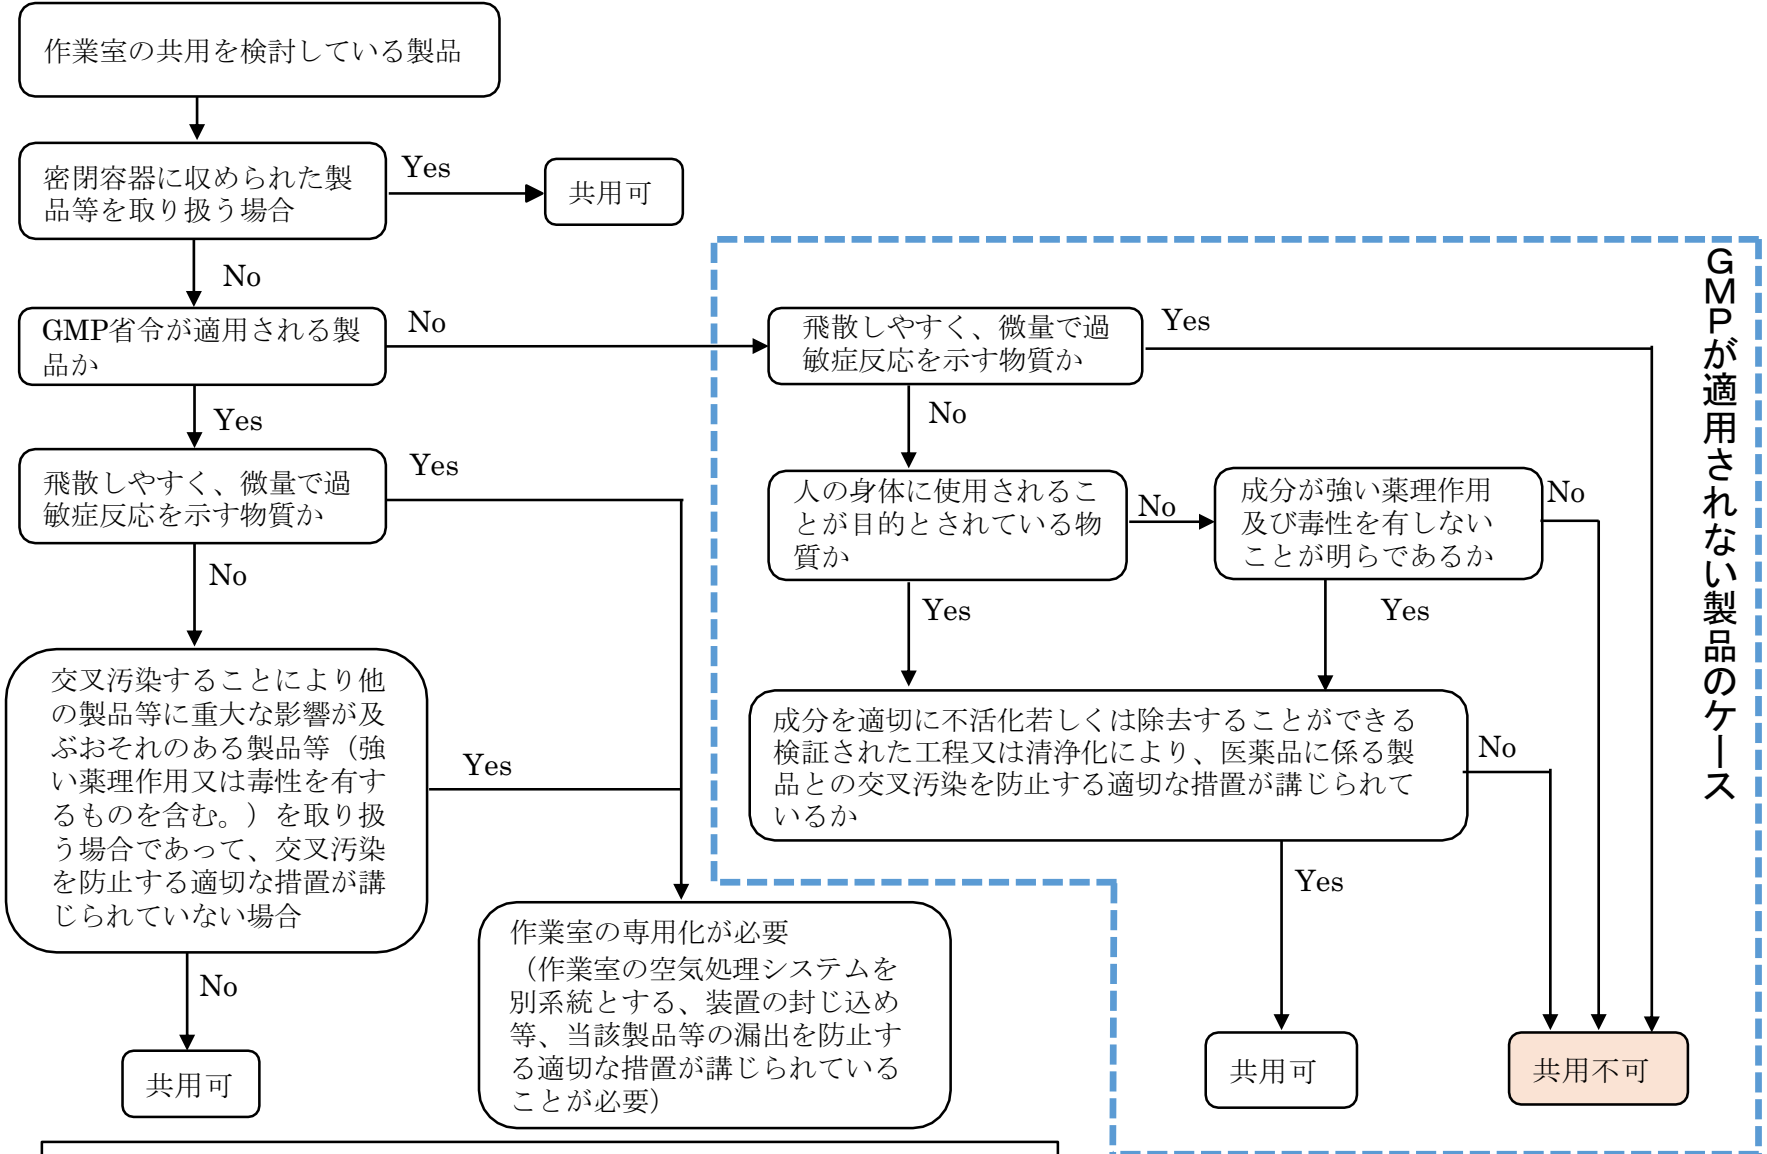 作業室の共用を検討している製品
密閉容器に収められた製
品等を取り扱う場合
Yes
共用可
No
GMP省令が適用される製
品か
No
Yes
飛散しやすく、微量で過
敏症反応を示す物質か
Yes
No
交叉汚染することにより他
の製品等に重大な影響が及
ぶおそれのある製品等（強
い薬理作用又は毒性を有す
るものを含む。）を取り扱
う場合であって、交叉汚染
を防止する適切な措置が講
じられていない場合
Yes
No
共用可
作業室の専用化が必要
（作業室の空気処理システムを
別系統とする、装置の封じ込め
等、当該製品等の漏出を防止す
る適切な措置が講じられている
ことが必要）
GMPが適用されない製品のケース
飛散しやすく、微量で過
敏症反応を示す物質か
Yes
No
人の身体に使用されるこ
とが目的とされている物
質か
No
成分が強い薬理作用
及び毒性を有しない
ことが明らであるか
No
Yes
Yes
成分を適切に不活化若しくは除去することができる
検証された工程又は清浄化により、医薬品に係る製
品との交叉汚染を防止する適切な措置が講じられて
いるか
No
Yes
共用可
共用不可